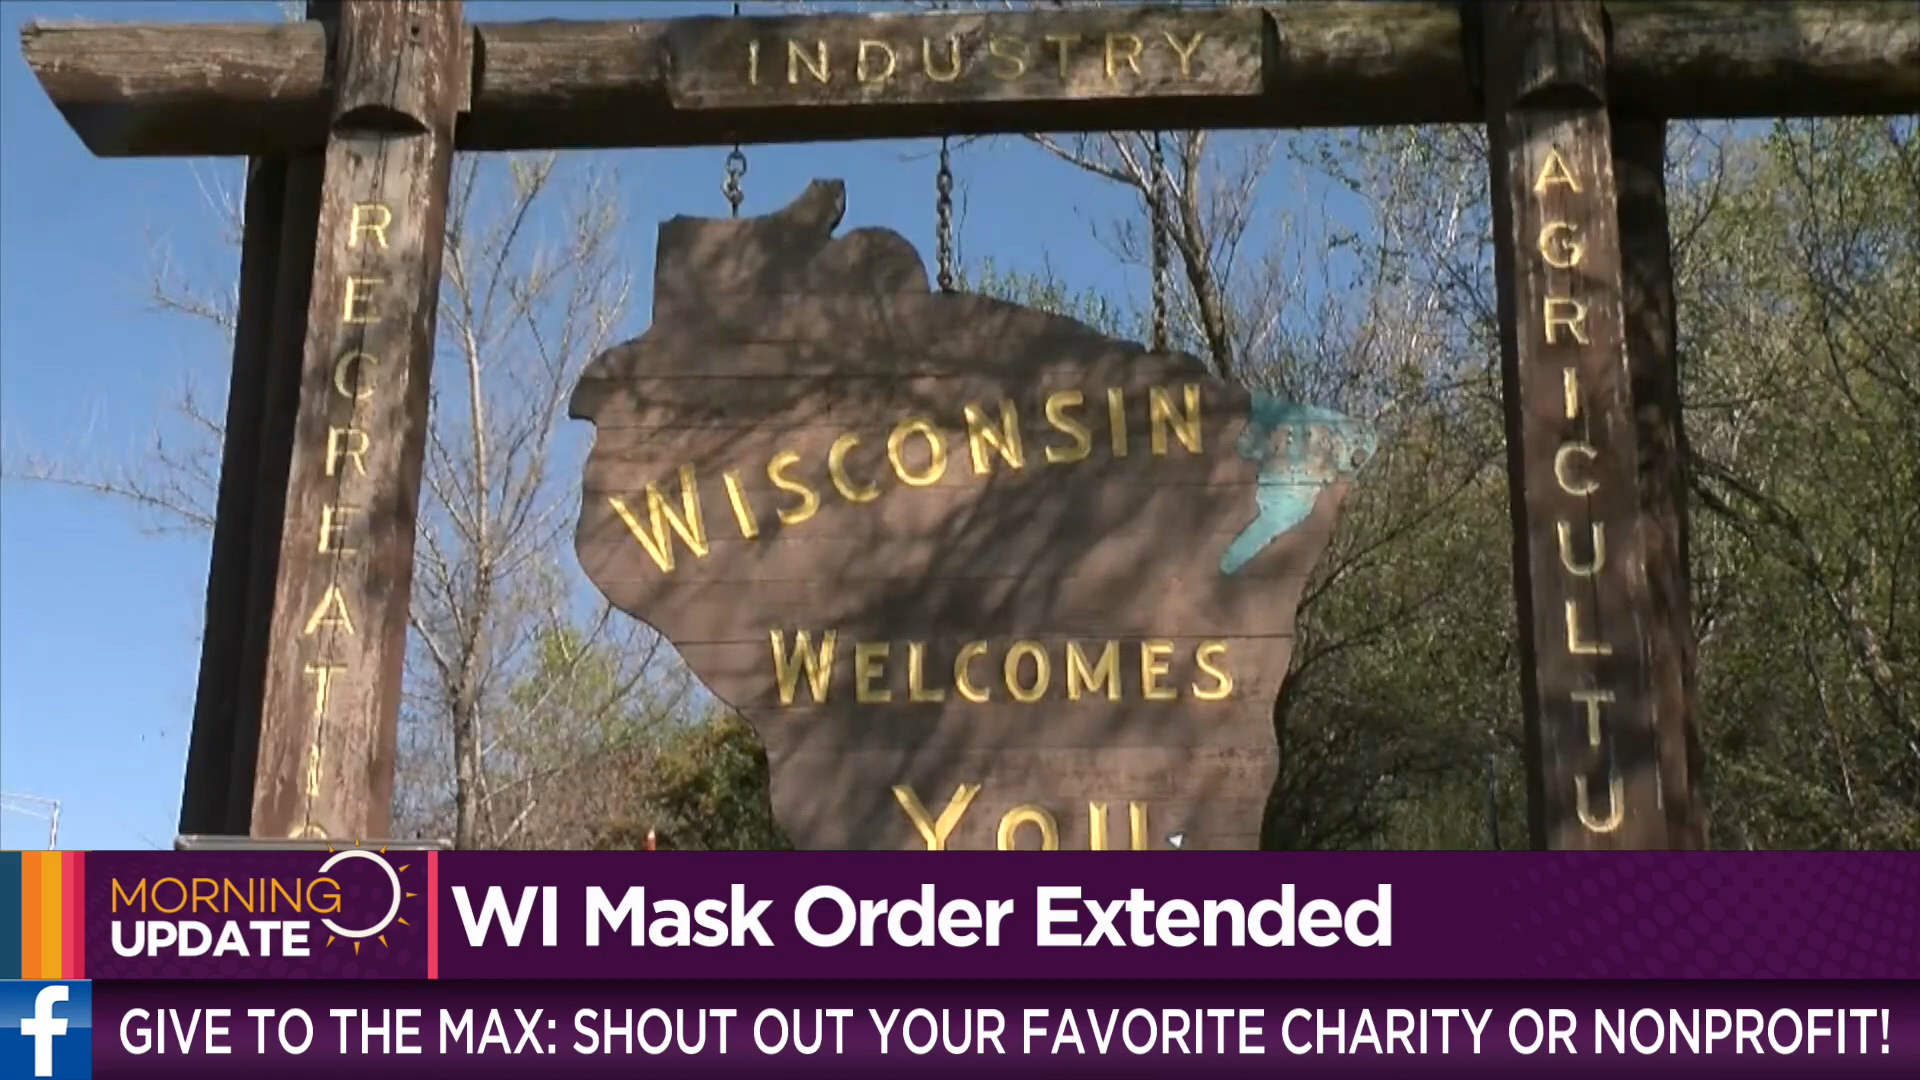 INDUSTRY
RECREATIO
AGRICULTU
WISCONSIN
WELCOMES
YOU
MORNING
UPDATE
WI Mask Order Extended
f
GIVE TO THE MAX: SHOUT OUT YOUR FAVORITE CHARITY OR NONPROFIT!